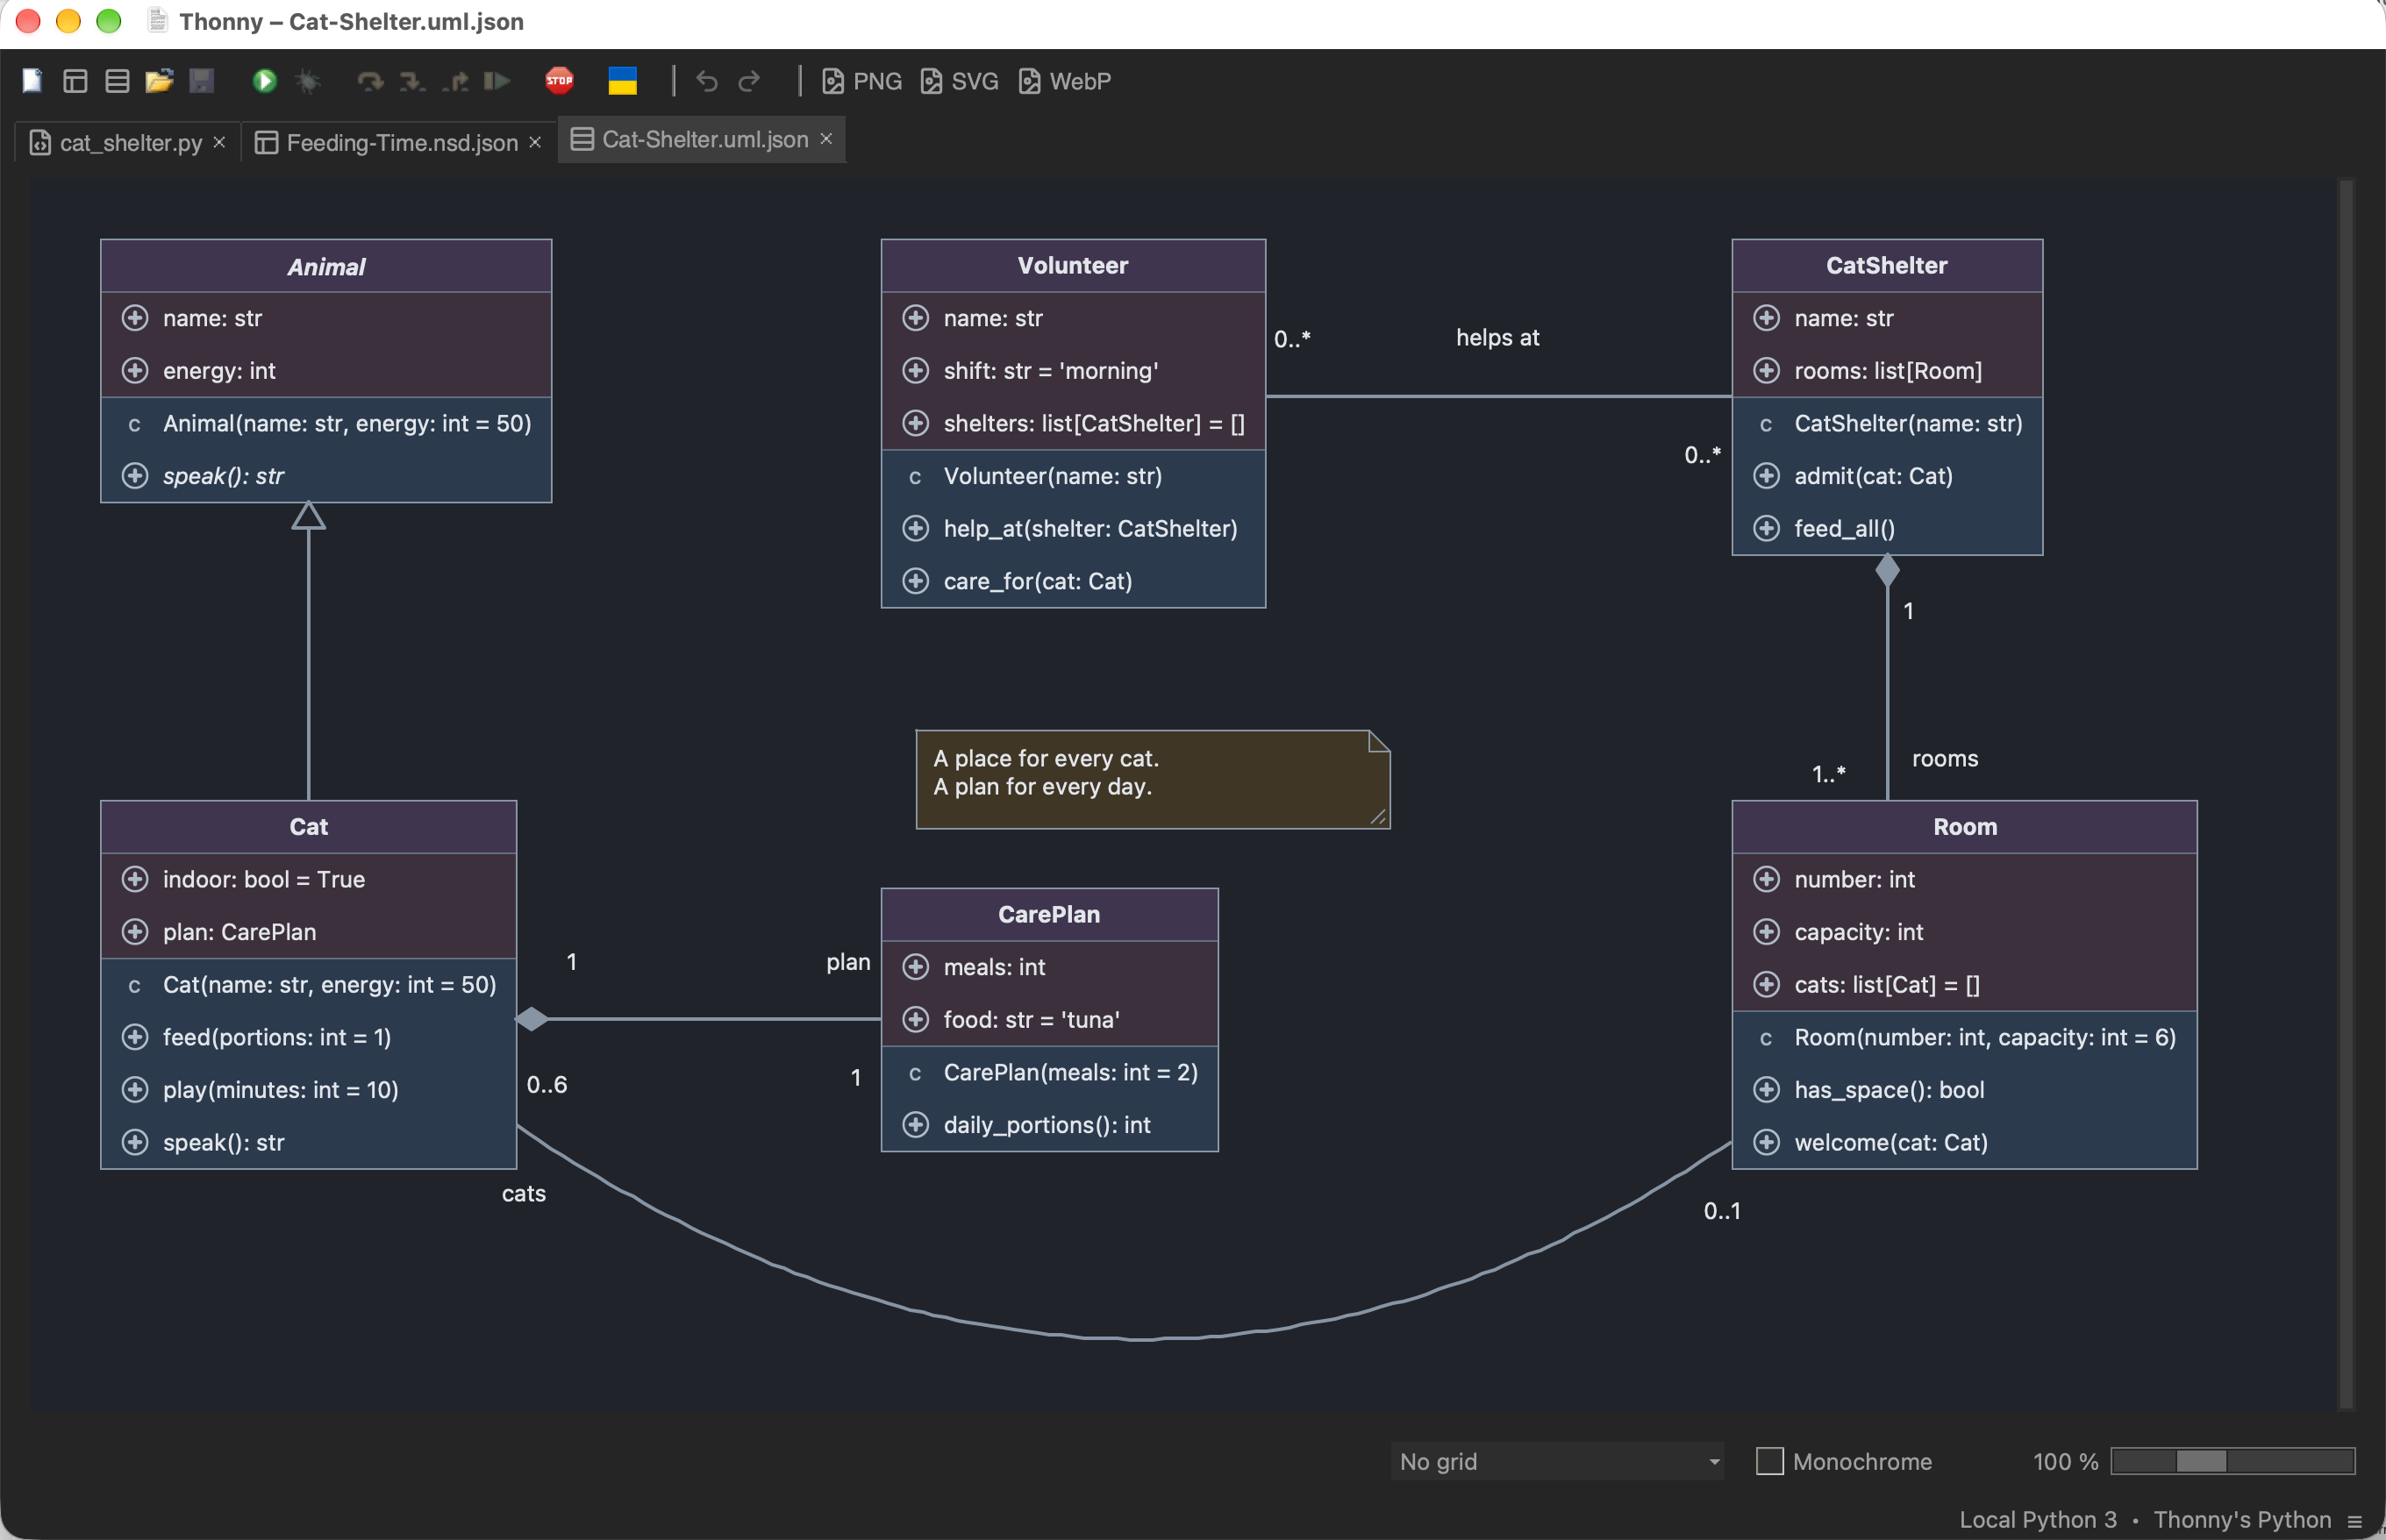 Thonny – Cat-Shelter.uml.json
STOP
PNG
SVG
WebP
cat_shelter.py ×
Feeding-Time.nsd.json ×
Cat-Shelter.uml.json ×
Animal
name: str
energy: int
c Animal(name: str, energy: int = 50)
speak(): str
Volunteer
name: str
shift: str = 'morning'
shelters: list[CatShelter] = []
c Volunteer(name: str)
help_at(shelter: CatShelter)
care_for(cat: Cat)
0..*
helps at
0..*
CatShelter
name: str
rooms: list[Room]
c CatShelter(name: str)
admit(cat: Cat)
feed_all()
1
rooms
1..*
A place for every cat.
A plan for every day.
Cat
indoor: bool = True
plan: CarePlan
c Cat(name: str, energy: int = 50)
feed(portions: int = 1)
play(minutes: int = 10)
speak(): str
1
plan
0..6
1
cats
CarePlan
meals: int
food: str = 'tuna'
c CarePlan(meals: int = 2)
daily_portions(): int
Room
number: int
capacity: int
cats: list[Cat] = []
c Room(number: int, capacity: int = 6)
has_space(): bool
welcome(cat: Cat)
0..1
No grid
Monochrome
100 %
Local Python 3 • Thonny's Python ≡